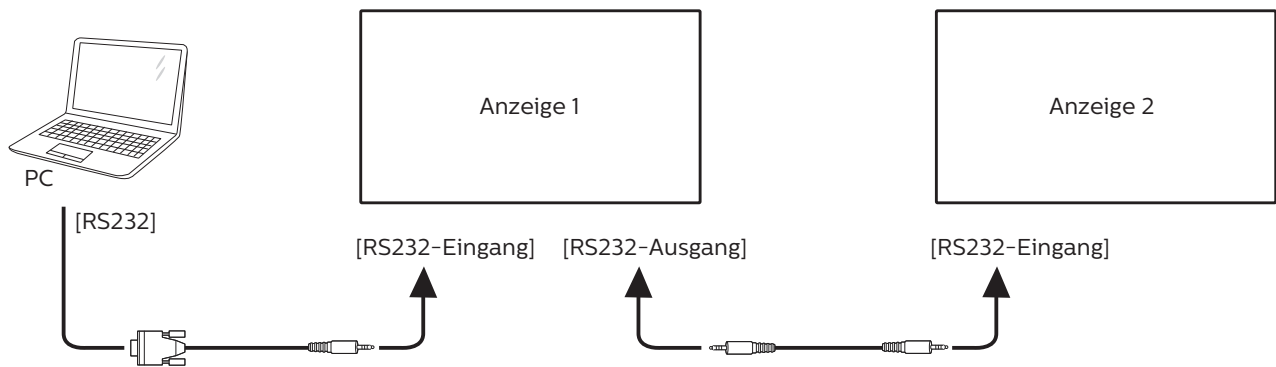 Anzeige 1
Anzeige 2
PC
[RS232]
[RS232-Eingang]
[RS232-Ausgang]
[RS232-Eingang]